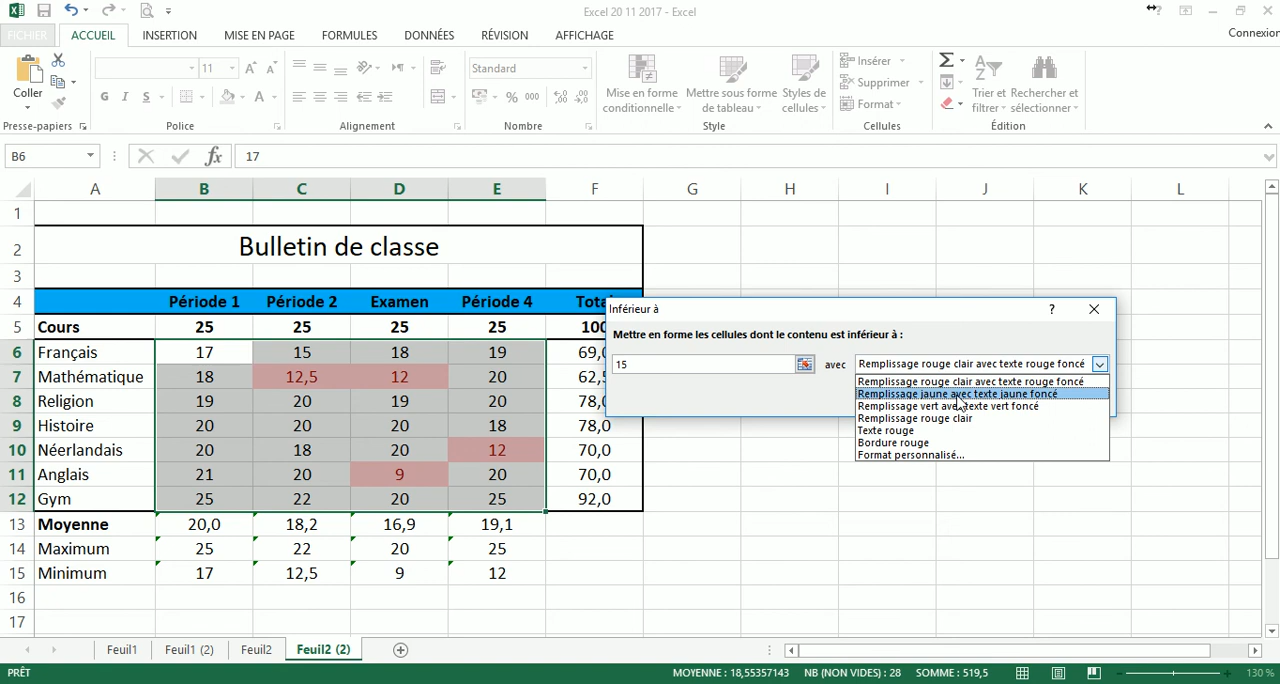 Excel 20 11 2017 - Excel
FICHIER ACCUEIL INSERTION MISE EN PAGE FORMULES DONNÉES RÉVISION AFFICHAGE Connexion
Coller
11
Standard
G I S
% 000
Mise en forme conditionnelle
Mettre sous forme de tableau
Styles de cellules
Insérer
Supprimer
Format
Trier et filtrer
Rechercher et sélectionner
Presse-papiers Police Alignement Nombre Style Cellules Édition
B6 fx 17
A B C D E F G H I J K L
1
2 Bulletin de classe
3
4 Période 1 Période 2 Examen Période 4 Tota
5 Cours 25 25 25 25 100
6 Français 17 15 18 19 69,
7 Mathématique 18 12,5 12 20 62,5
8 Religion 19 20 19 20 78,
9 Histoire 20 20 20 18 78,0
10 Néerlandais 20 18 20 12 70,0
11 Anglais 21 20 9 20 70,0
12 Gym 25 22 20 25 92,0
13 Moyenne 20,0 18,2 16,9 19,1
14 Maximum 25 22 20 25
15 Minimum 17 12,5 9 12
16
17
Inférieur à ?
Mettre en forme les cellules dont le contenu est inférieur à :
15 avec Remplissage rouge clair avec texte rouge foncé
Remplissage rouge clair avec texte rouge foncé
Remplissage jaune avec texte jaune foncé
Remplissage vert avec texte vert foncé
Remplissage rouge clair
Texte rouge
Bordure rouge
Format personnalisé...
Feuil1 Feuil1 (2) Feuil2 Feuil2 (2)
PRÊT MOYENNE : 18,55357143 NB (NON VIDES) : 28 SOMME : 519,5 130 %